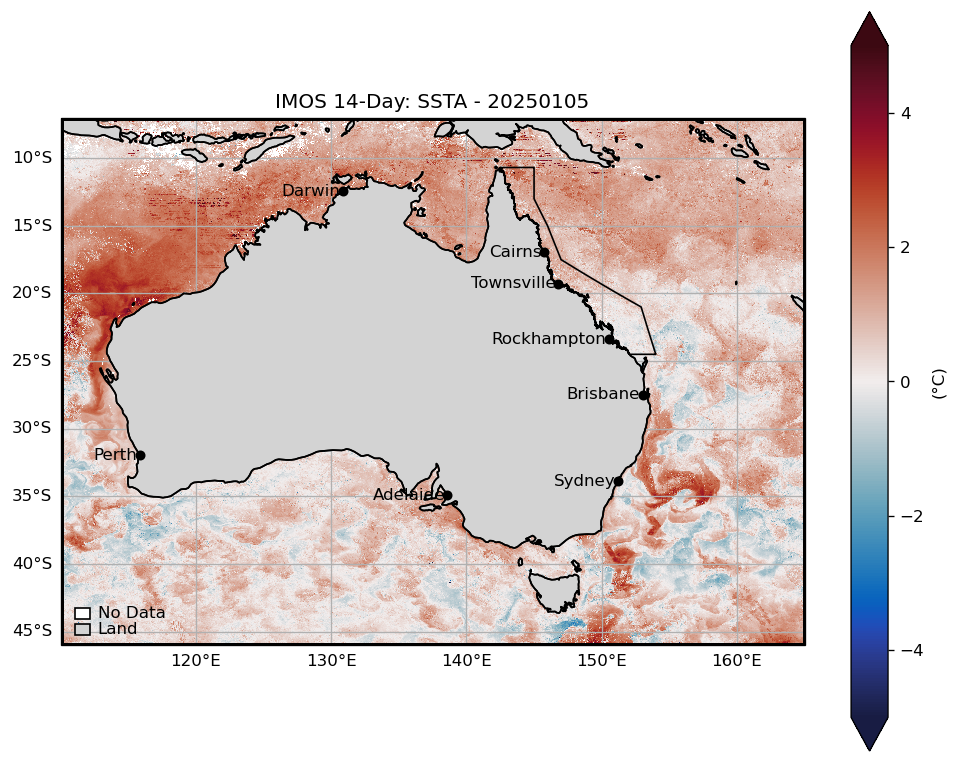 IMOS 14-Day: SSTA - 20250105
10°S
15°S
20°S
25°S
30°S
35°S
40°S
45°S
120°E
130°E
140°E
150°E
160°E
Darwin
Cairns
Townsville
Rockhampton
Brisbane
Perth
Sydney
Adelaide
No Data
Land
4
2
0
−2
−4
(°C)